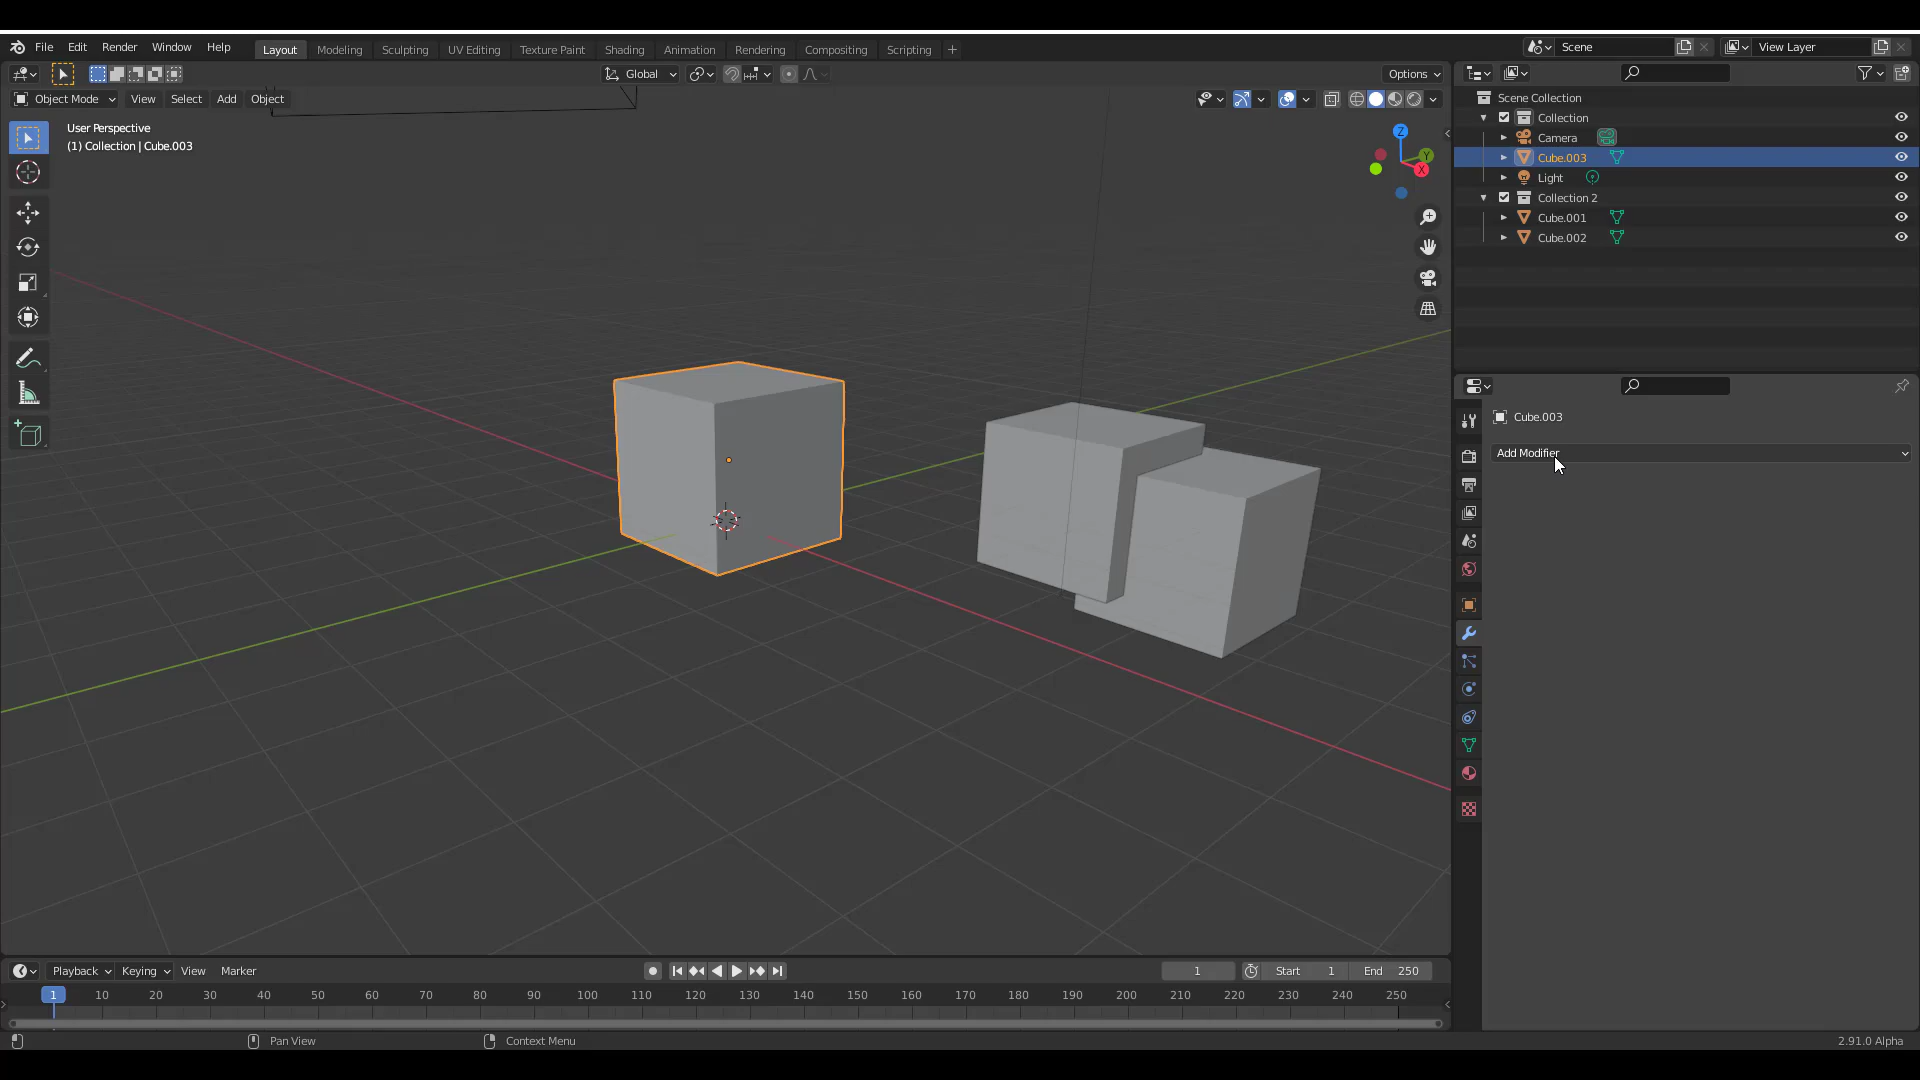 File Edit Render Window Help Layout Modeling Sculpting UV Editing Texture Paint Shading Animation Rendering Compositing Scripting + Scene View Layer
Global Options
Object Mode View Select Add Object
User Perspective
(1) Collection | Cube.003
Z
Y
X
Scene Collection
Collection
Camera
Cube.003
Light
Collection 2
Cube.001
Cube.002
Cube.003
Add Modifier
Playback Keying View Marker 1 Start 1 End 250
1 10 20 30 40 50 60 70 80 90 100 110 120 130 140 150 160 170 180 190 200 210 220 230 240 250
Pan View Context Menu 2.91.0 Alpha